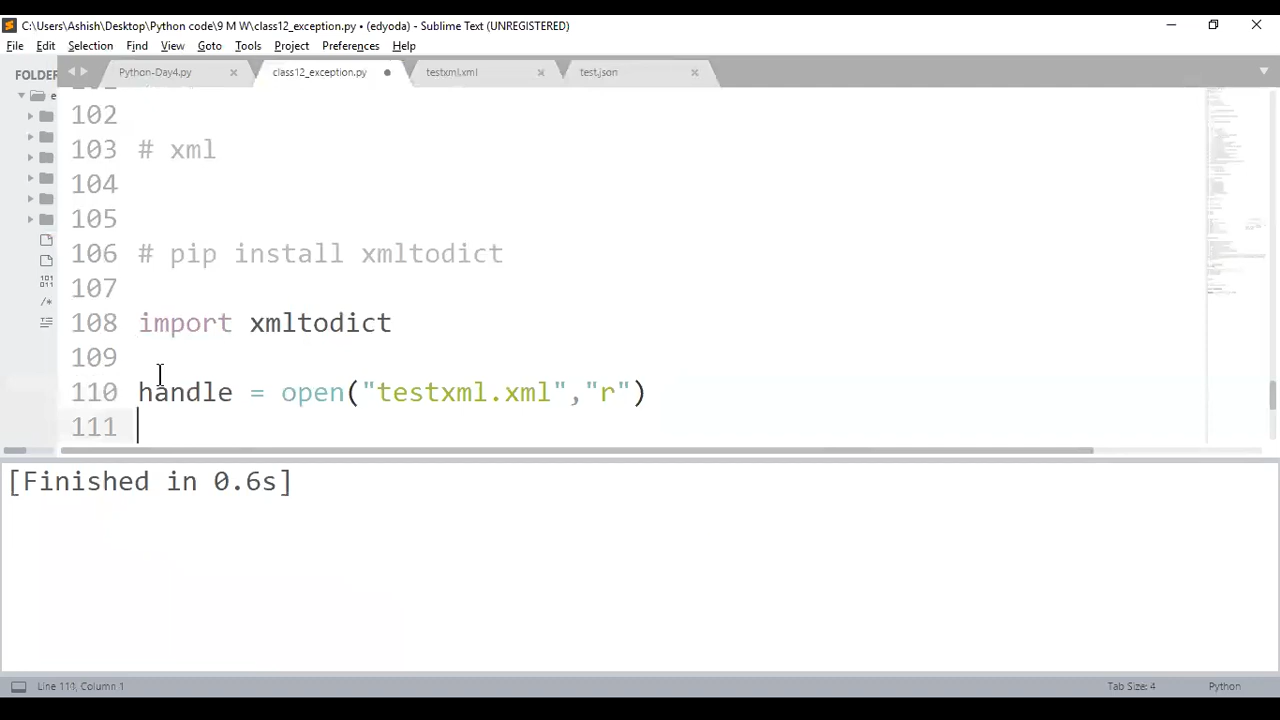 C:\Users\Ashish\Desktop\Python code\9 M W\class12_exception.py • (edyoda) - Sublime Text (UNREGISTERED)
File Edit Selection Find View Goto Tools Project Preferences Help
FOLDER Python-Day4.py class12_exception.py testxml.xml test.json
e
102
103 # xml
104
105
106 # pip install xmltodict
107
108 import xmltodict
109
110 handle = open("testxml.xml","r")
111
[Finished in 0.6s]
Line 111, Column 1 Tab Size: 4 Python